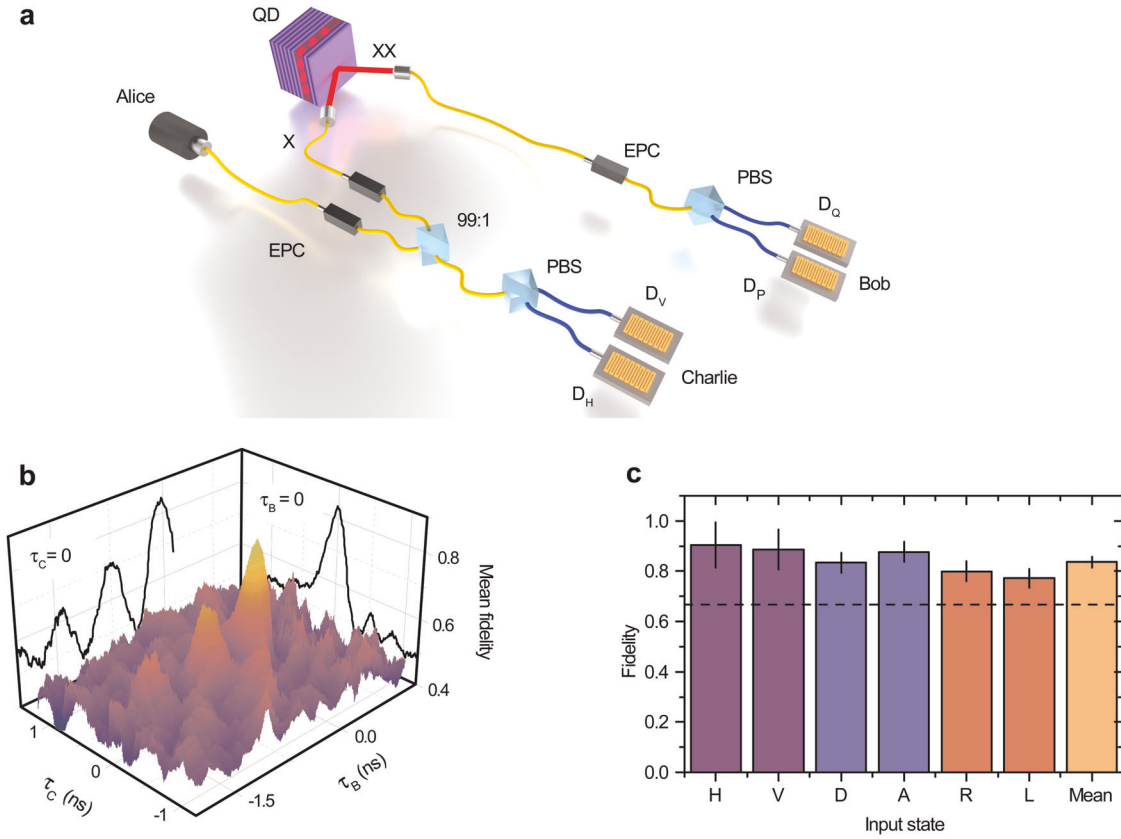 a
QD
XX
Alice
X
EPC
PBS
99:1
D_Q
EPC
PBS
D_P
Bob
D_V
Charlie
D_H
b
τ_C = 0
τ_B = 0
0.8
0.6
0.4
Mean fidelity
1
0
-1
τ_C (ns)
-1.5
0.0
τ_B (ns)
c
1.0
0.8
0.6
0.4
0.2
0.0
Fidelity
H V D A R L Mean
Input state